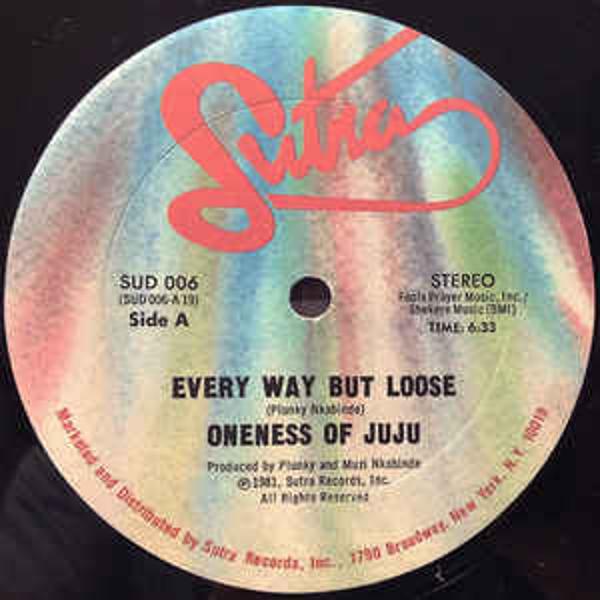 Sutra
SUD 006
(SUD 006-A 19)
Side A
STEREO
Fools Prayer Music, Inc./
Shekere Music (BMI)
TIME: 6:33
EVERY WAY BUT LOOSE
(Plunky Nkabinde)
ONENESS OF JUJU
Produced by Plunky and Muzi Nkabinde
℗ 1981, Sutra Records, Inc.
All Rights Reserved
Marketed and Distributed by Sutra Records, Inc., 1790 Broadway, New York, N.Y. 10019